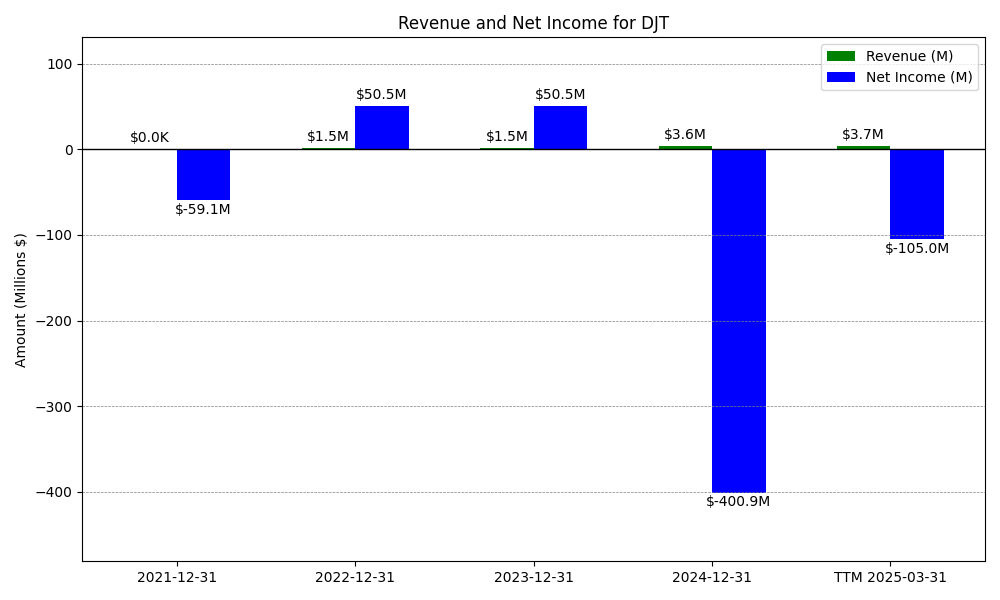 Revenue and Net Income for DJT
Revenue (M)
Net Income (M)
Amount (Millions $)
100
0
−100
−200
−300
−400
$0.0K
$-59.1M
$1.5M
$50.5M
$1.5M
$50.5M
$3.6M
$-400.9M
$3.7M
$-105.0M
2021-12-31
2022-12-31
2023-12-31
2024-12-31
TTM 2025-03-31